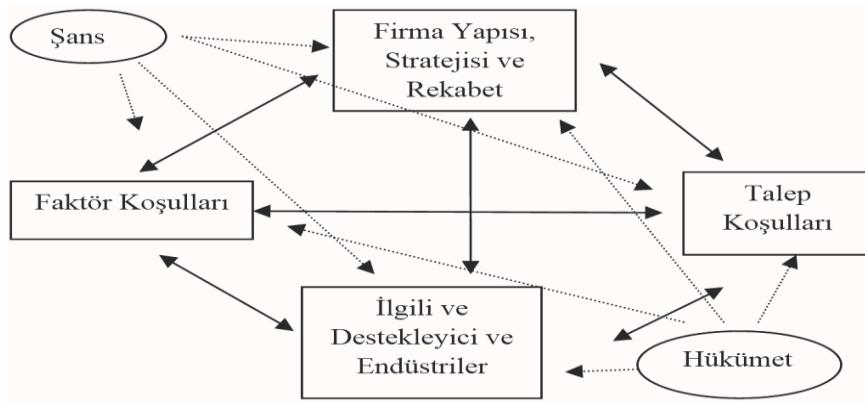 Şans
Firma Yapısı,
Stratejisi ve
Rekabet
Faktör Koşulları
Talep
Koşulları
İlgili ve
Destekleyici ve
Endüstriler
Hükümet